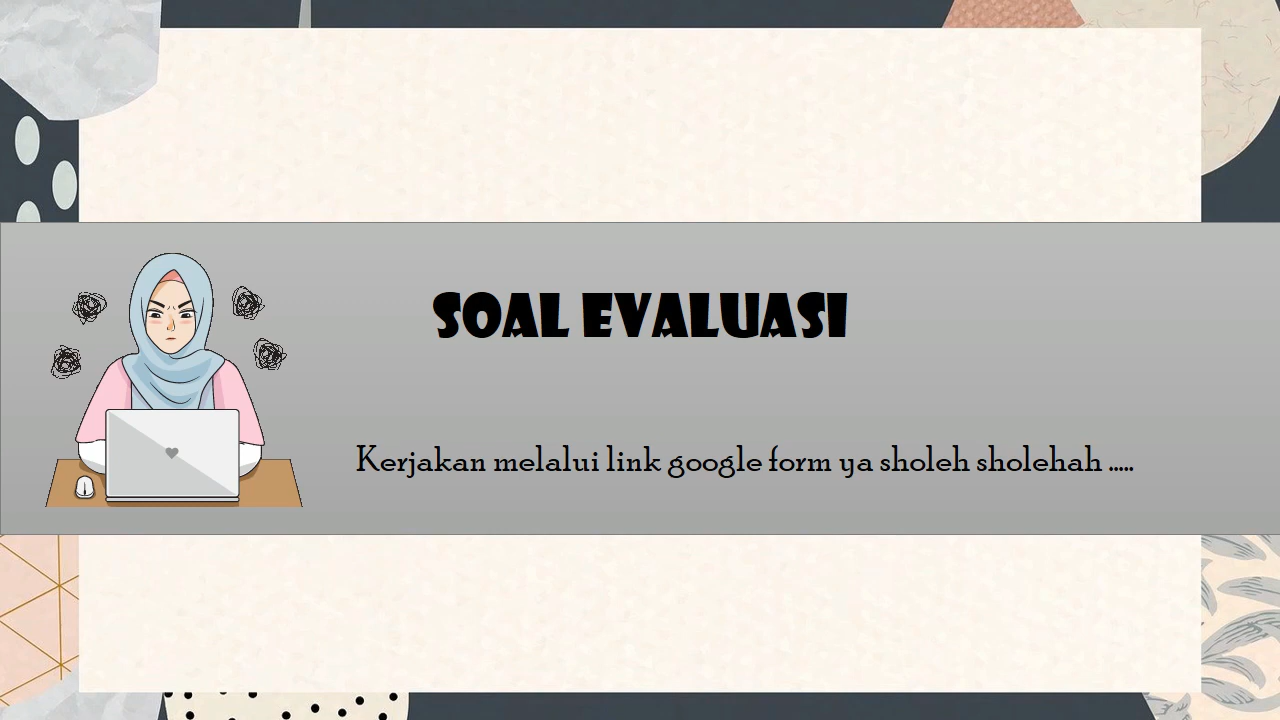 SOAL EVALUASI
Kerjakan melalui link google form ya sholeh sholehah .....